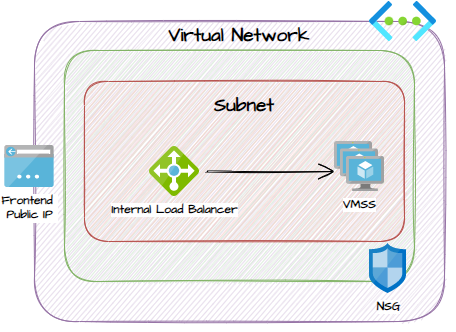 Virtual Network
Subnet
Frontend
Public IP
Internal Load Balancer
VMSS
NSG